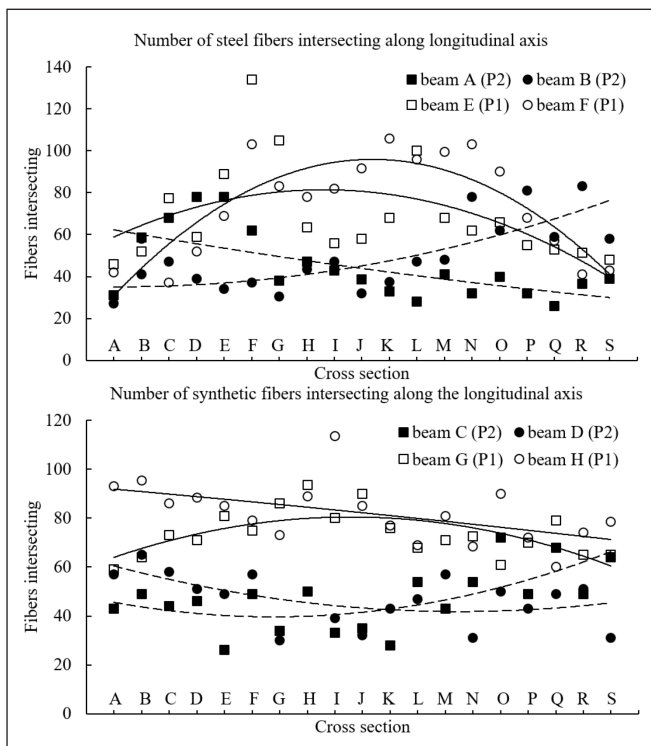 Number of steel fibers intersecting along longitudinal axis
140
120
100
80
60
40
20
0
Fibers intersecting
beam A (P2) beam B (P2)
beam E (P1) beam F (P1)
A B C D E F G H I J K L M N O P Q R S
Cross section
Number of synthetic fibers intersecting along the longitudinal axis
120
100
80
60
40
20
0
Fibers intersecting
beam C (P2) beam D (P2)
beam G (P1) beam H (P1)
A B C D E F G H I J K L M N O P Q R S
Cross section